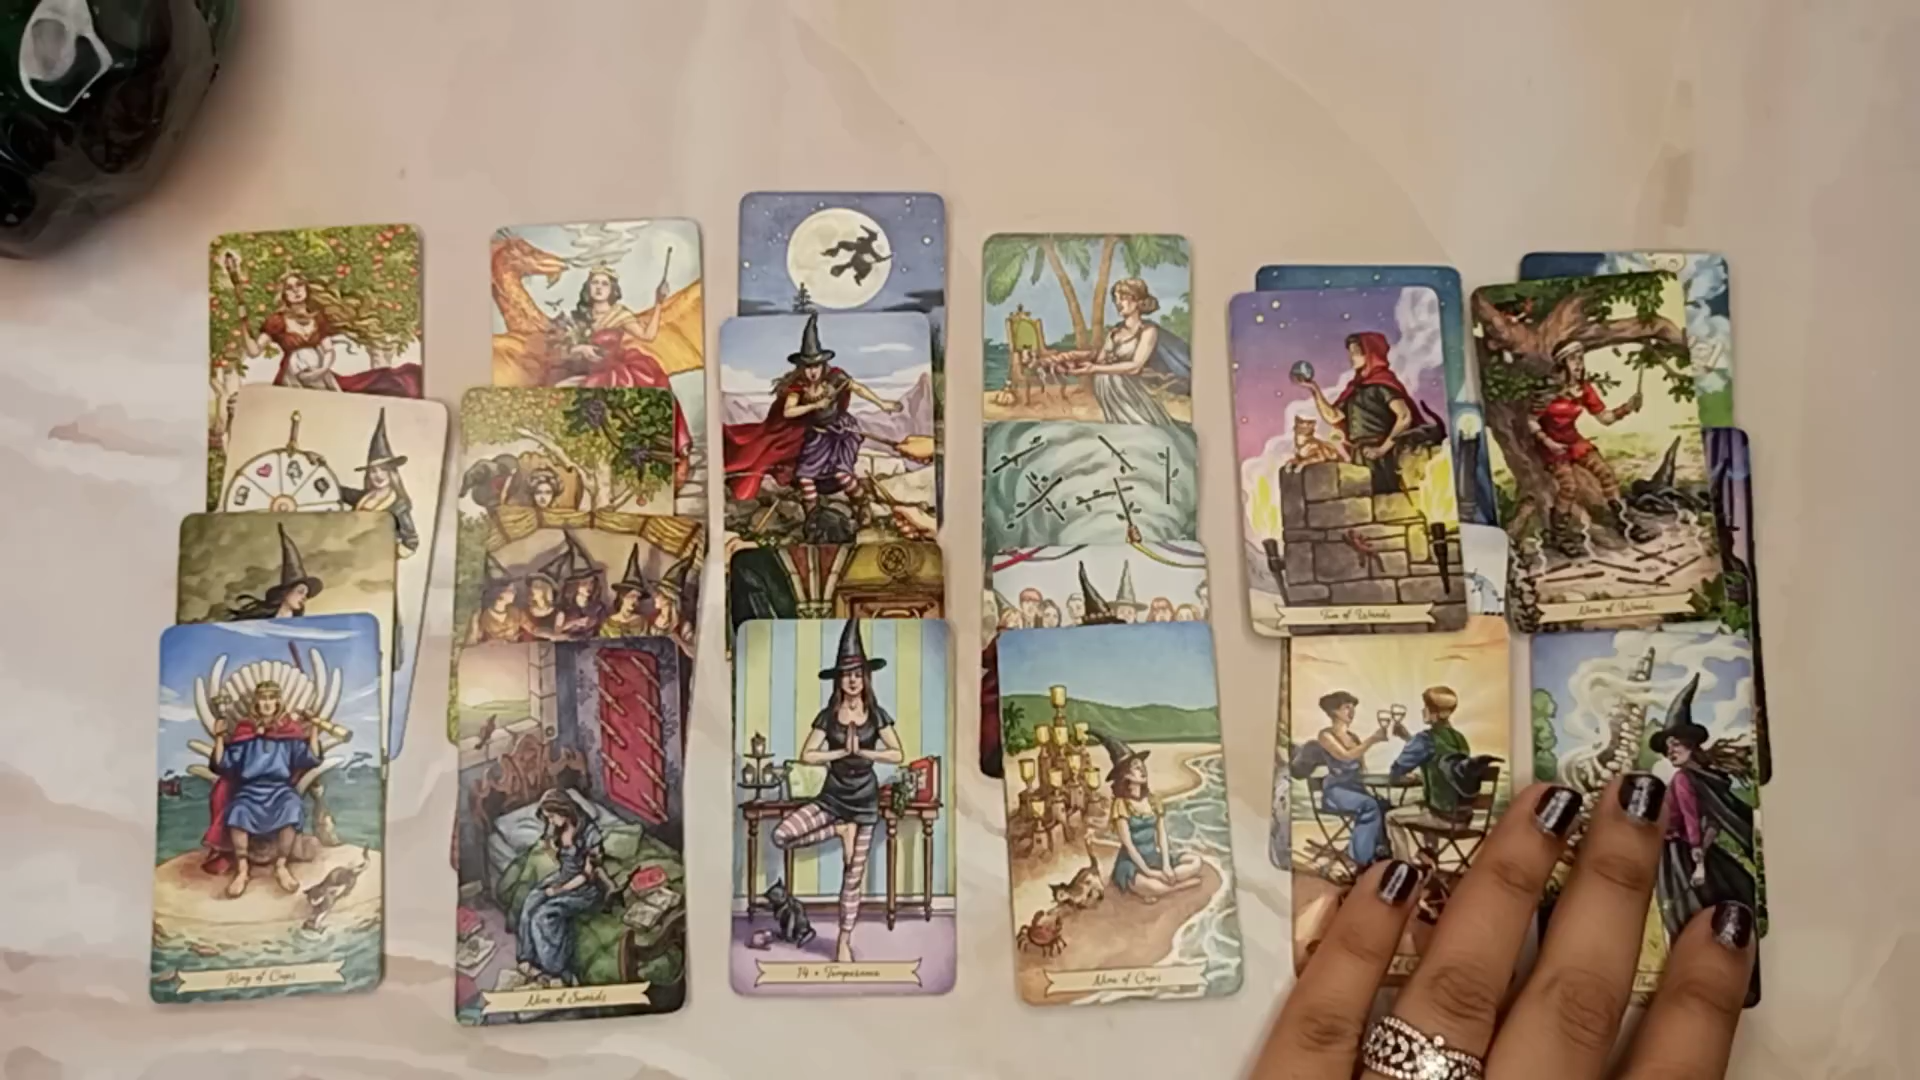 Two of Wands
Nine of Wands
King of Cups
Nine of Swords
14 • Temperance
Nine of Cups